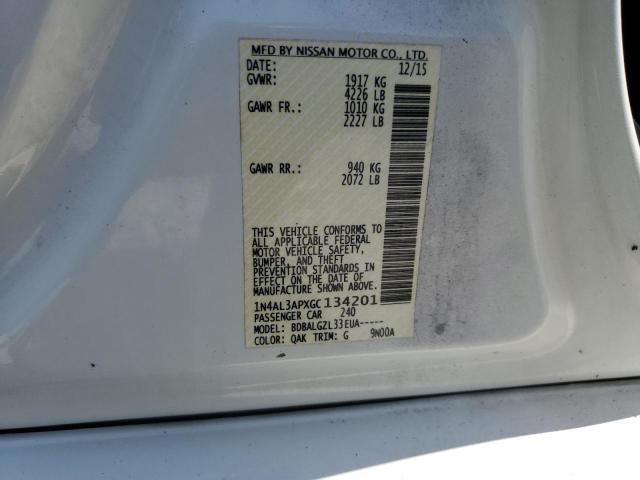 MFD BY NISSAN MOTOR CO., LTD.
DATE: 12/15
GVWR: 1917 KG
4226 LB
GAWR FR.: 1010 KG
2227 LB
GAWR RR.: 940 KG
2072 LB
THIS VEHICLE CONFORMS TO
ALL APPLICABLE FEDERAL
MOTOR VEHICLE SAFETY,
BUMPER, AND THEFT
PREVENTION STANDARDS IN
EFFECT ON THE DATE OF
MANUFACTURE SHOWN ABOVE.
1N4AL3APXGC134201
PASSENGER CAR 240
MODEL: BDBALGZL33EUA-----
COLOR: QAK TRIM: G 9N00A